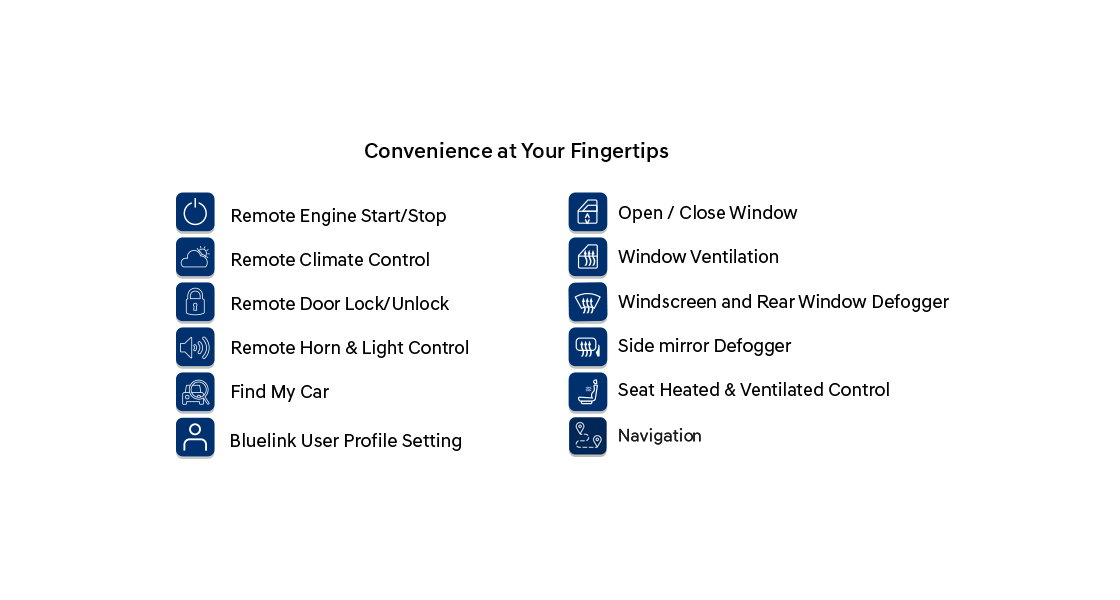 Convenience at Your Fingertips
Remote Engine Start/Stop
Remote Climate Control
Remote Door Lock/Unlock
Remote Horn & Light Control
Find My Car
Bluelink User Profile Setting
Open / Close Window
Window Ventilation
Windscreen and Rear Window Defogger
Side mirror Defogger
Seat Heated & Ventilated Control
Navigation